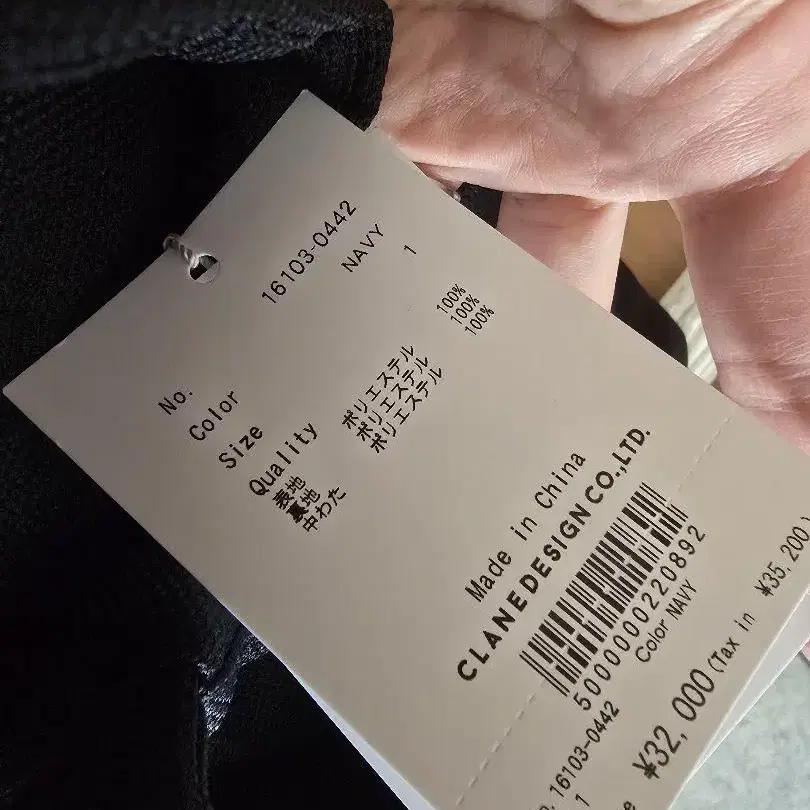 No. 16103-0442
Color NAVY
Size 1
Quality
表地 ポリエステル 100%
裏地 ポリエステル 100%
中わた ポリエステル 100%
Made in China
CLANEDESIGN CO.,LTD.
5000000220892
16103-0442 Color NAVY
1
¥32,000(Tax in ¥35,200)